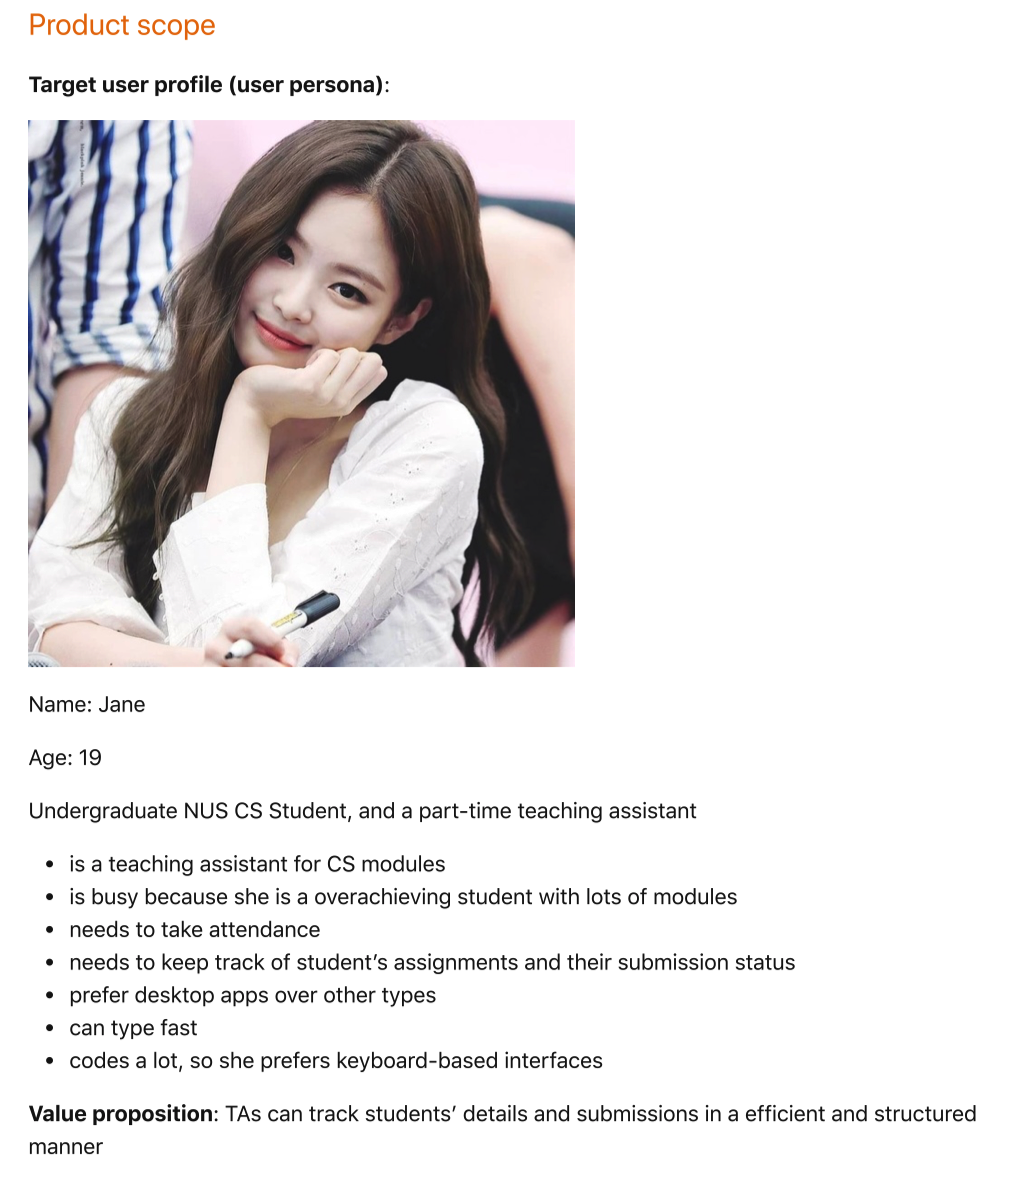 Product scope
Target user profile (user persona):
Name: Jane
Age: 19
Undergraduate NUS CS Student, and a part-time teaching assistant
• is a teaching assistant for CS modules
• is busy because she is a overachieving student with lots of modules
• needs to take attendance
• needs to keep track of student’s assignments and their submission status
• prefer desktop apps over other types
• can type fast
• codes a lot, so she prefers keyboard-based interfaces
Value proposition: TAs can track students’ details and submissions in a efficient and structured
manner